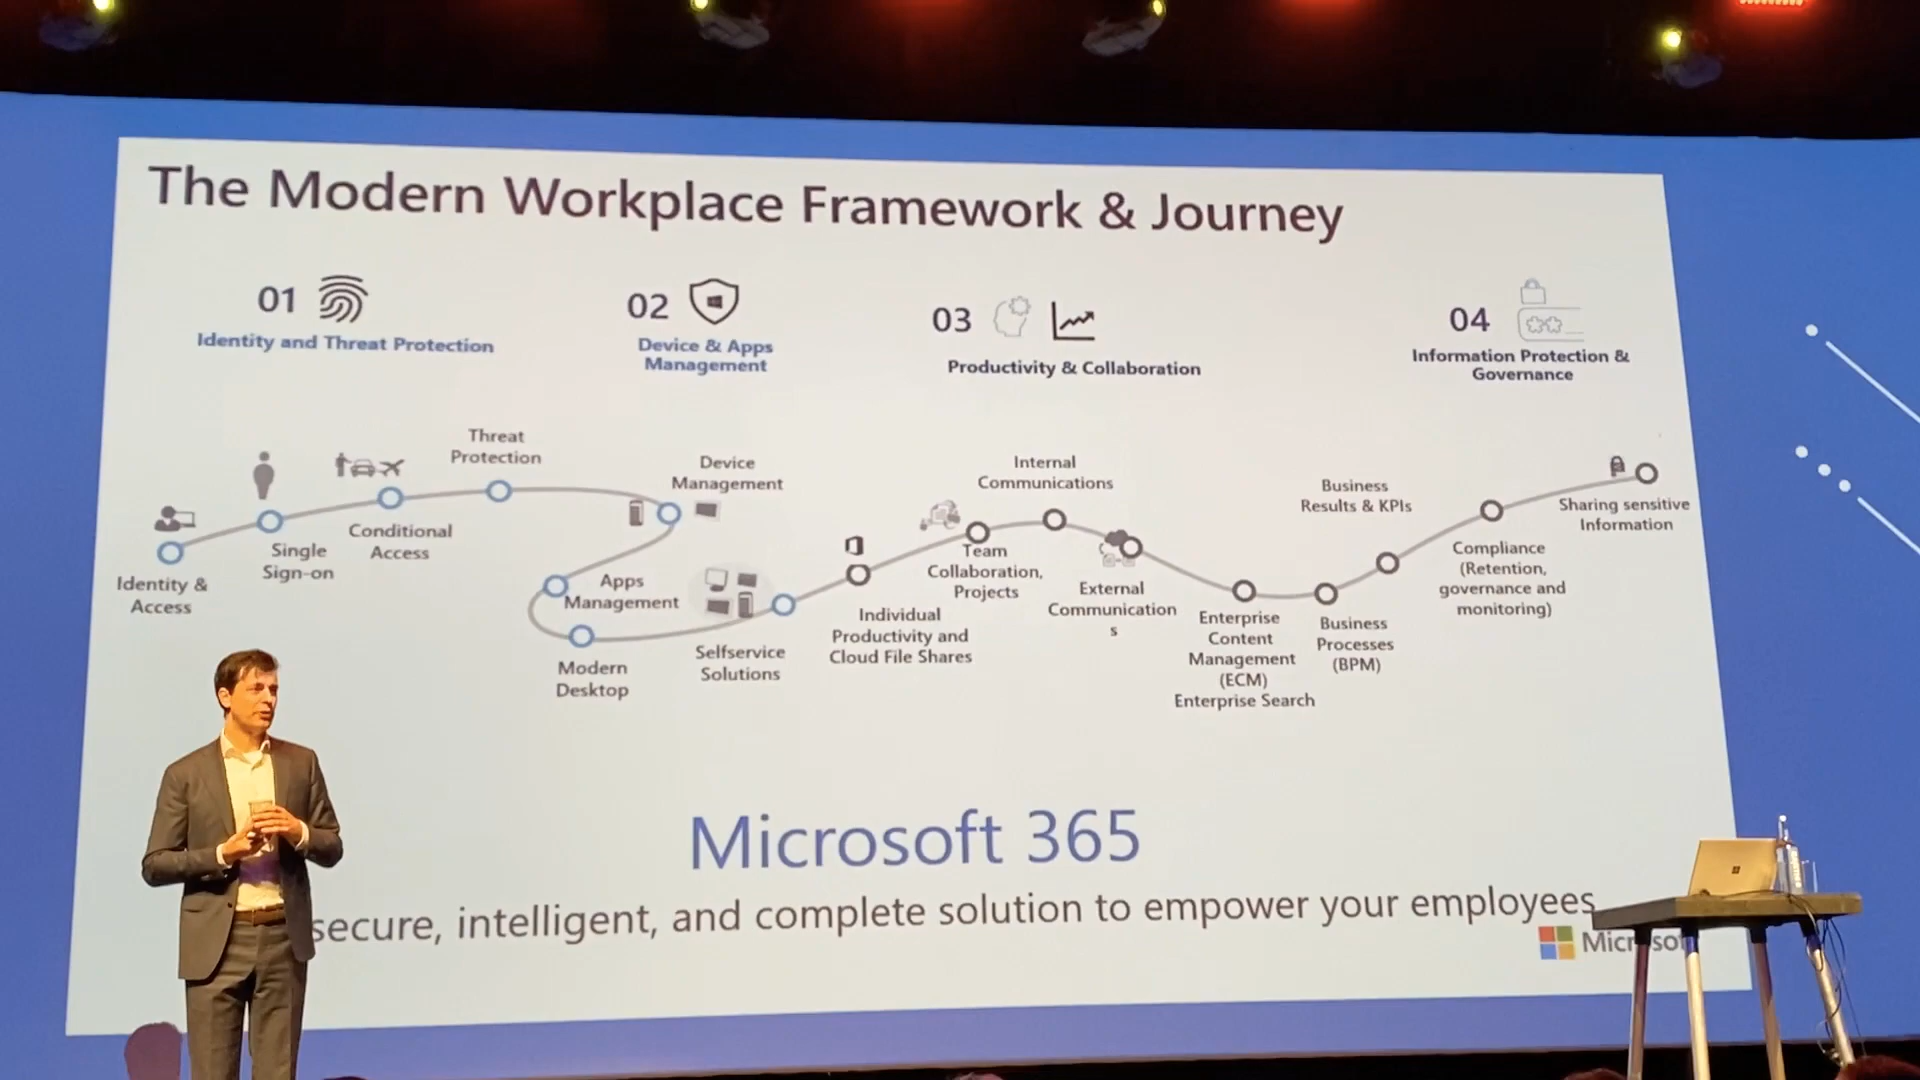 The Modern Workplace Framework & Journey
01
Identity and Threat Protection
02
Device & Apps
Management
03
Productivity & Collaboration
04
Information Protection &
Governance
Identity &
Access
Single
Sign-on
Conditional
Access
Threat
Protection
Device
Management
Apps
Management
Modern
Desktop
Selfservice
Solutions
Individual
Productivity and
Cloud File Shares
Team
Collaboration,
Projects
Internal
Communications
External
Communication
s
Enterprise
Content
Management
(ECM)
Enterprise Search
Business
Processes
(BPM)
Business
Results & KPIs
Compliance
(Retention,
governance and
monitoring)
Sharing sensitive
Information
Microsoft 365
secure, intelligent, and complete solution to empower your employees
Microsoft